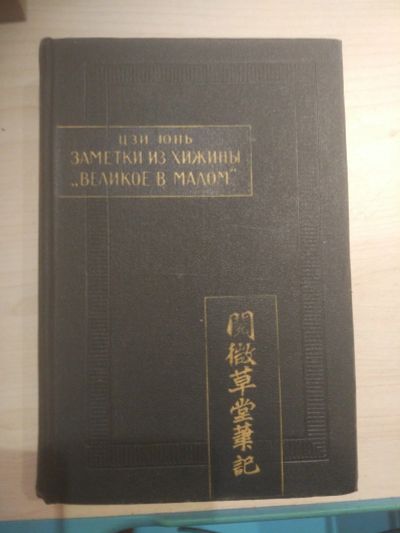 ЦЗИ ЮНЬ
ЗАМЕТКИ ИЗ ХИЖИНЫ
„ВЕЛИКОЕ В МАЛОМ“
閱微草堂筆記